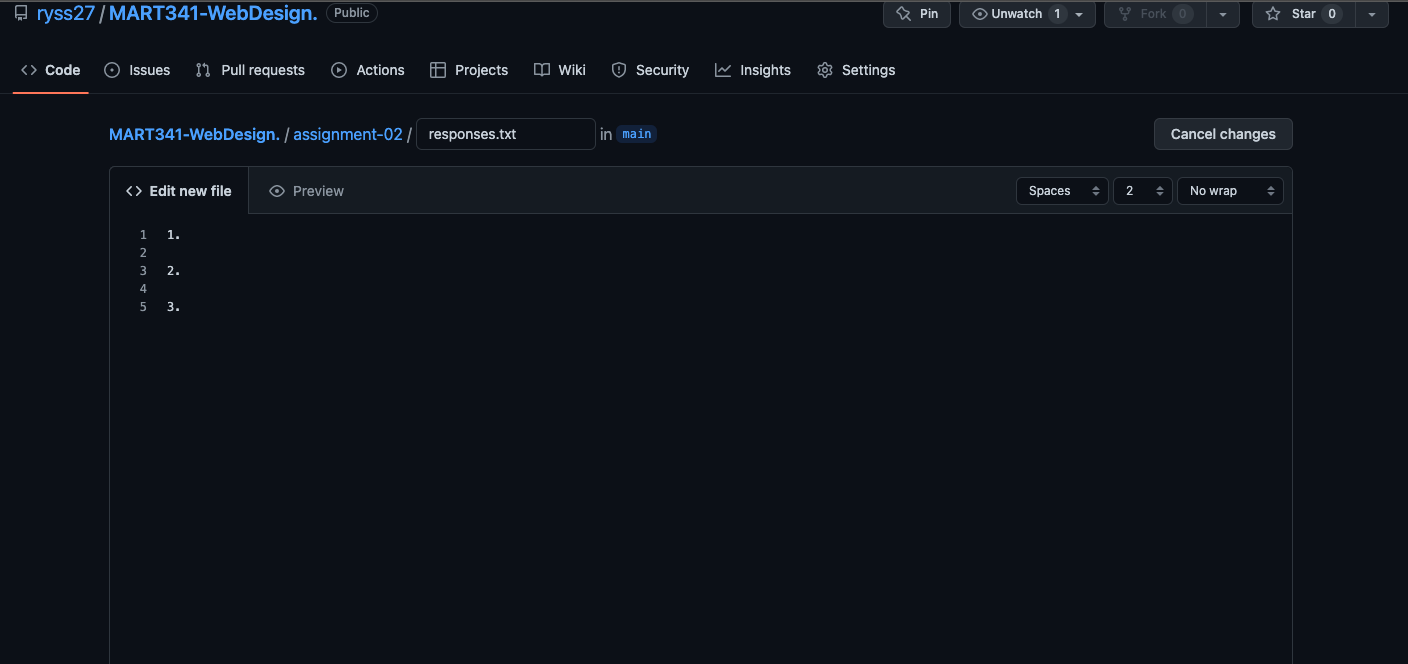 ryss27 / MART341-WebDesign. Public Pin Unwatch 1 Fork 0 Star 0
Code Issues Pull requests Actions Projects Wiki Security Insights Settings
MART341-WebDesign. / assignment-02 / responses.txt in main Cancel changes
Edit new file Preview Spaces 2 No wrap
1 1.
2
3 2.
4
5 3.